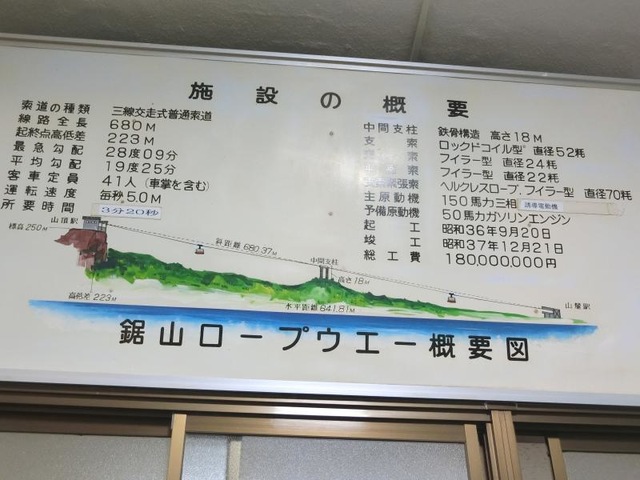 施設の概要
索道の種類 三線交走式普通索道
線路全長 680M
起終点高低差 223M
最急勾配 28度09分
平均勾配 19度25分
客車定員 41人(車掌を含む)
運転速度 毎秒5.0M
所要時間 3分20秒
中間支柱 鉄骨構造 高さ18M
支索 ロックドコイル型 直径52粍
索 フイラー型 直径24粍
索 フイラー型 直径22粍
緊張索 ヘルクレスロープ,フイラー型 直径70粍
主原動機 150馬力三相 誘導電動機
予備原動機 50馬力ガソリンエンジン
起工 昭和36年9月20日
竣工 昭和37年12月21日
総工費 180,000,000円
山頂駅
標高250M
斜距離 680.37M
中間支柱
高さ18M
高低差 223M
水平距離 641.81M
山麓駅
鋸山ロープウエー概要図